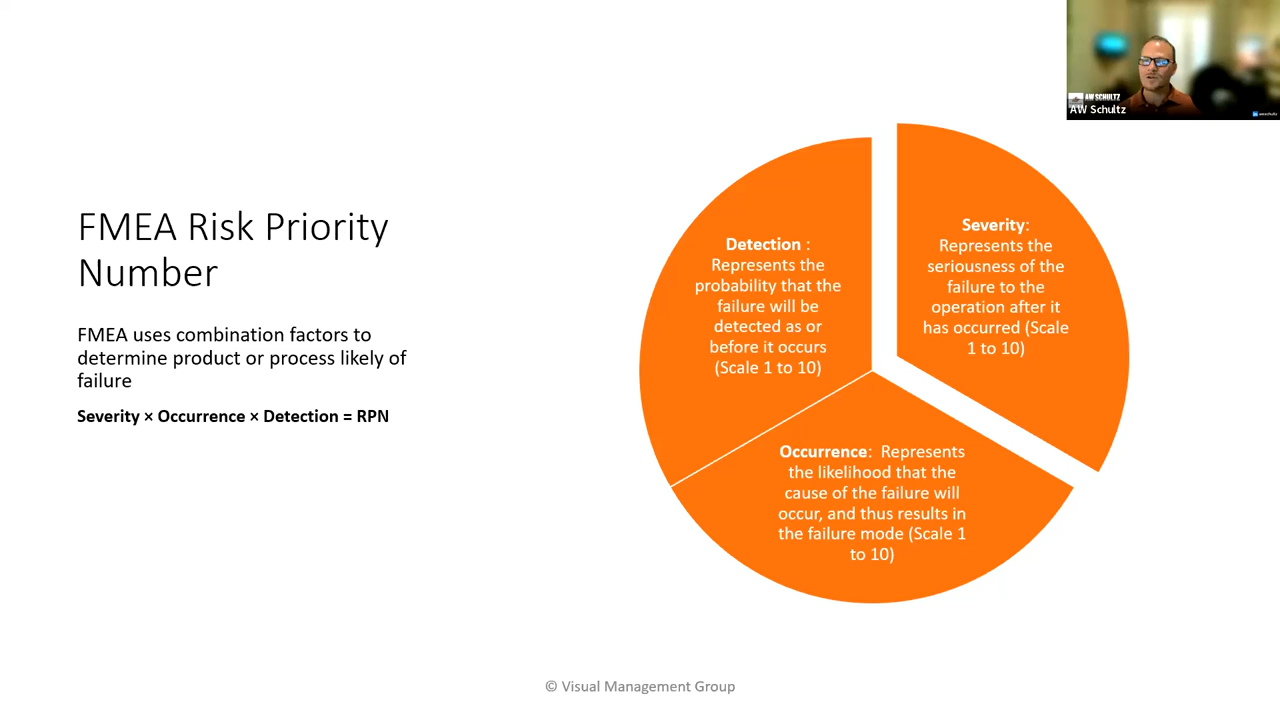 FMEA Risk Priority
Number
FMEA uses combination factors to
determine product or process likely of
failure
Severity × Occurrence × Detection = RPN
Detection :
Represents the
probability that the
failure will be
detected as or
before it occurs
(Scale 1 to 10)
Severity:
Represents the
seriousness of the
failure to the
operation after it
has occurred (Scale
1 to 10)
Occurrence:  Represents
the likelihood that the
cause of the failure will
occur, and thus results in
the failure mode (Scale 1
to 10)
AW SCHULTZ
AW Schultz
© Visual Management Group